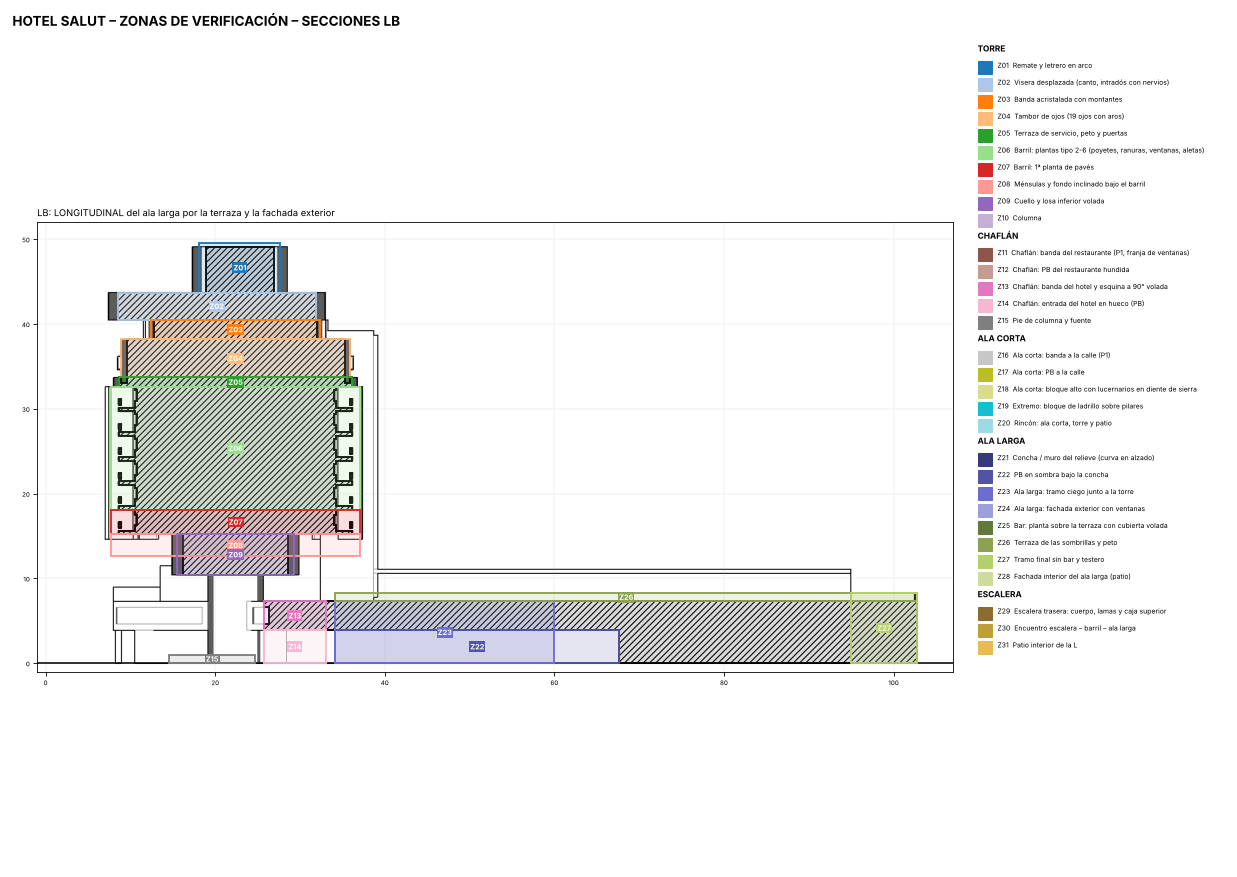 HOTEL SALUT – ZONAS DE VERIFICACIÓN – SECCIONES LB
TORRE
Z01 Remate y letrero en arco
Z02 Visera desplazada (canto, intradós con nervios)
Z03 Banda acristalada con montantes
Z04 Tambor de ojos (19 ojos con aros)
Z05 Terraza de servicio, peto y puertas
Z06 Barril: plantas tipo 2-6 (poyetes, ranuras, ventanas, aletas)
Z07 Barril: 1ª planta de pavés
Z08 Ménsulas y fondo inclinado bajo el barril
Z09 Cuello y losa inferior volada
Z10 Columna
CHAFLÁN
Z11 Chaflán: banda del restaurante (P1, franja de ventanas)
Z12 Chaflán: PB del restaurante hundida
Z13 Chaflán: banda del hotel y esquina a 90° volada
Z14 Chaflán: entrada del hotel en hueco (PB)
Z15 Pie de columna y fuente
ALA CORTA
Z16 Ala corta: banda a la calle (P1)
Z17 Ala corta: PB a la calle
Z18 Ala corta: bloque alto con lucernarios en diente de sierra
Z19 Extremo: bloque de ladrillo sobre pilares
Z20 Rincón: ala corta, torre y patio
ALA LARGA
Z21 Concha / muro del relieve (curva en alzado)
Z22 PB en sombra bajo la concha
Z23 Ala larga: tramo ciego junto a la torre
Z24 Ala larga: fachada exterior con ventanas
Z25 Bar: planta sobre la terraza con cubierta volada
Z26 Terraza de las sombrillas y peto
Z27 Tramo final sin bar y testero
Z28 Fachada interior del ala larga (patio)
ESCALERA
Z29 Escalera trasera: cuerpo, lamas y caja superior
Z30 Encuentro escalera – barril – ala larga
Z31 Patio interior de la L
LB: LONGITUDINAL del ala larga por la terraza y la fachada exterior
50
Z01
Z02
40
Z03
Z04
Z05
30
Z06
20
Z07
Z08
Z09
10
Z26
Z13
Z23
Z27
Z14
Z22
Z15
0
0
20
40
60
80
100